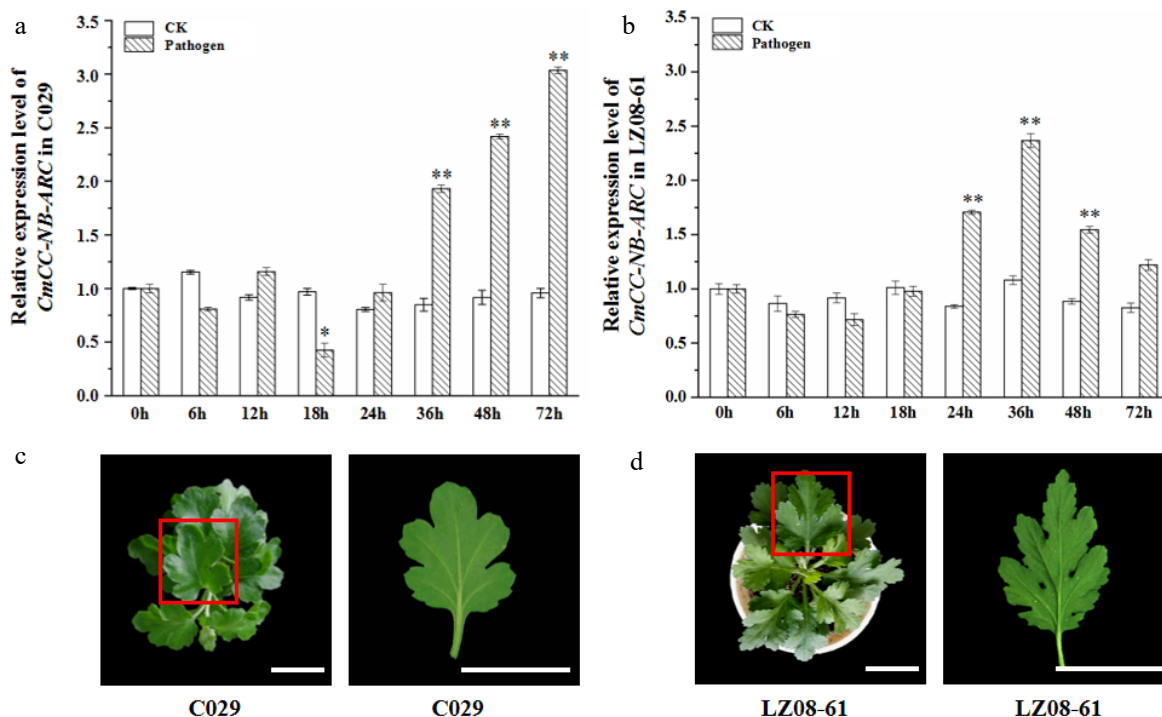 a
3.5
3.0
2.5
2.0
1.5
1.0
0.5
0.0
Relative expression level of
CmCC-NB-ARC in C029
CK
Pathogen
*
**
**
**
0h 6h 12h 18h 24h 36h 48h 72h
b
3.5
3.0
2.5
2.0
1.5
1.0
0.5
0.0
Relative expression level of
CmCC-NB-ARC in LZ08-61
CK
Pathogen
**
**
**
0h 6h 12h 18h 24h 36h 48h 72h
c
C029
C029
d
LZ08-61
LZ08-61